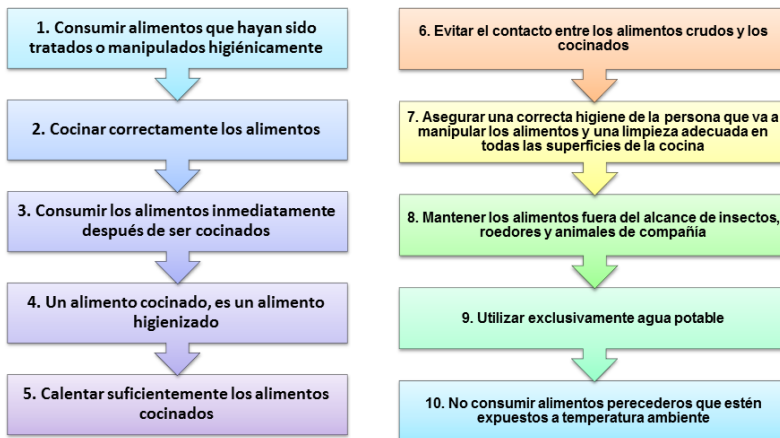 1. Consumir alimentos que hayan sido
tratados o manipulados higiénicamente
2. Cocinar correctamente los alimentos
3. Consumir los alimentos inmediatamente
después de ser cocinados
4. Un alimento cocinado, es un alimento
higienizado
5. Calentar suficientemente los alimentos
cocinados
6. Evitar el contacto entre los alimentos crudos y los
cocinados
7. Asegurar una correcta higiene de la persona que va a
manipular los alimentos y una limpieza adecuada en
todas las superficies de la cocina
8. Mantener los alimentos fuera del alcance de insectos,
roedores y animales de compañía
9. Utilizar exclusivamente agua potable
10. No consumir alimentos perecederos que estén
expuestos a temperatura ambiente